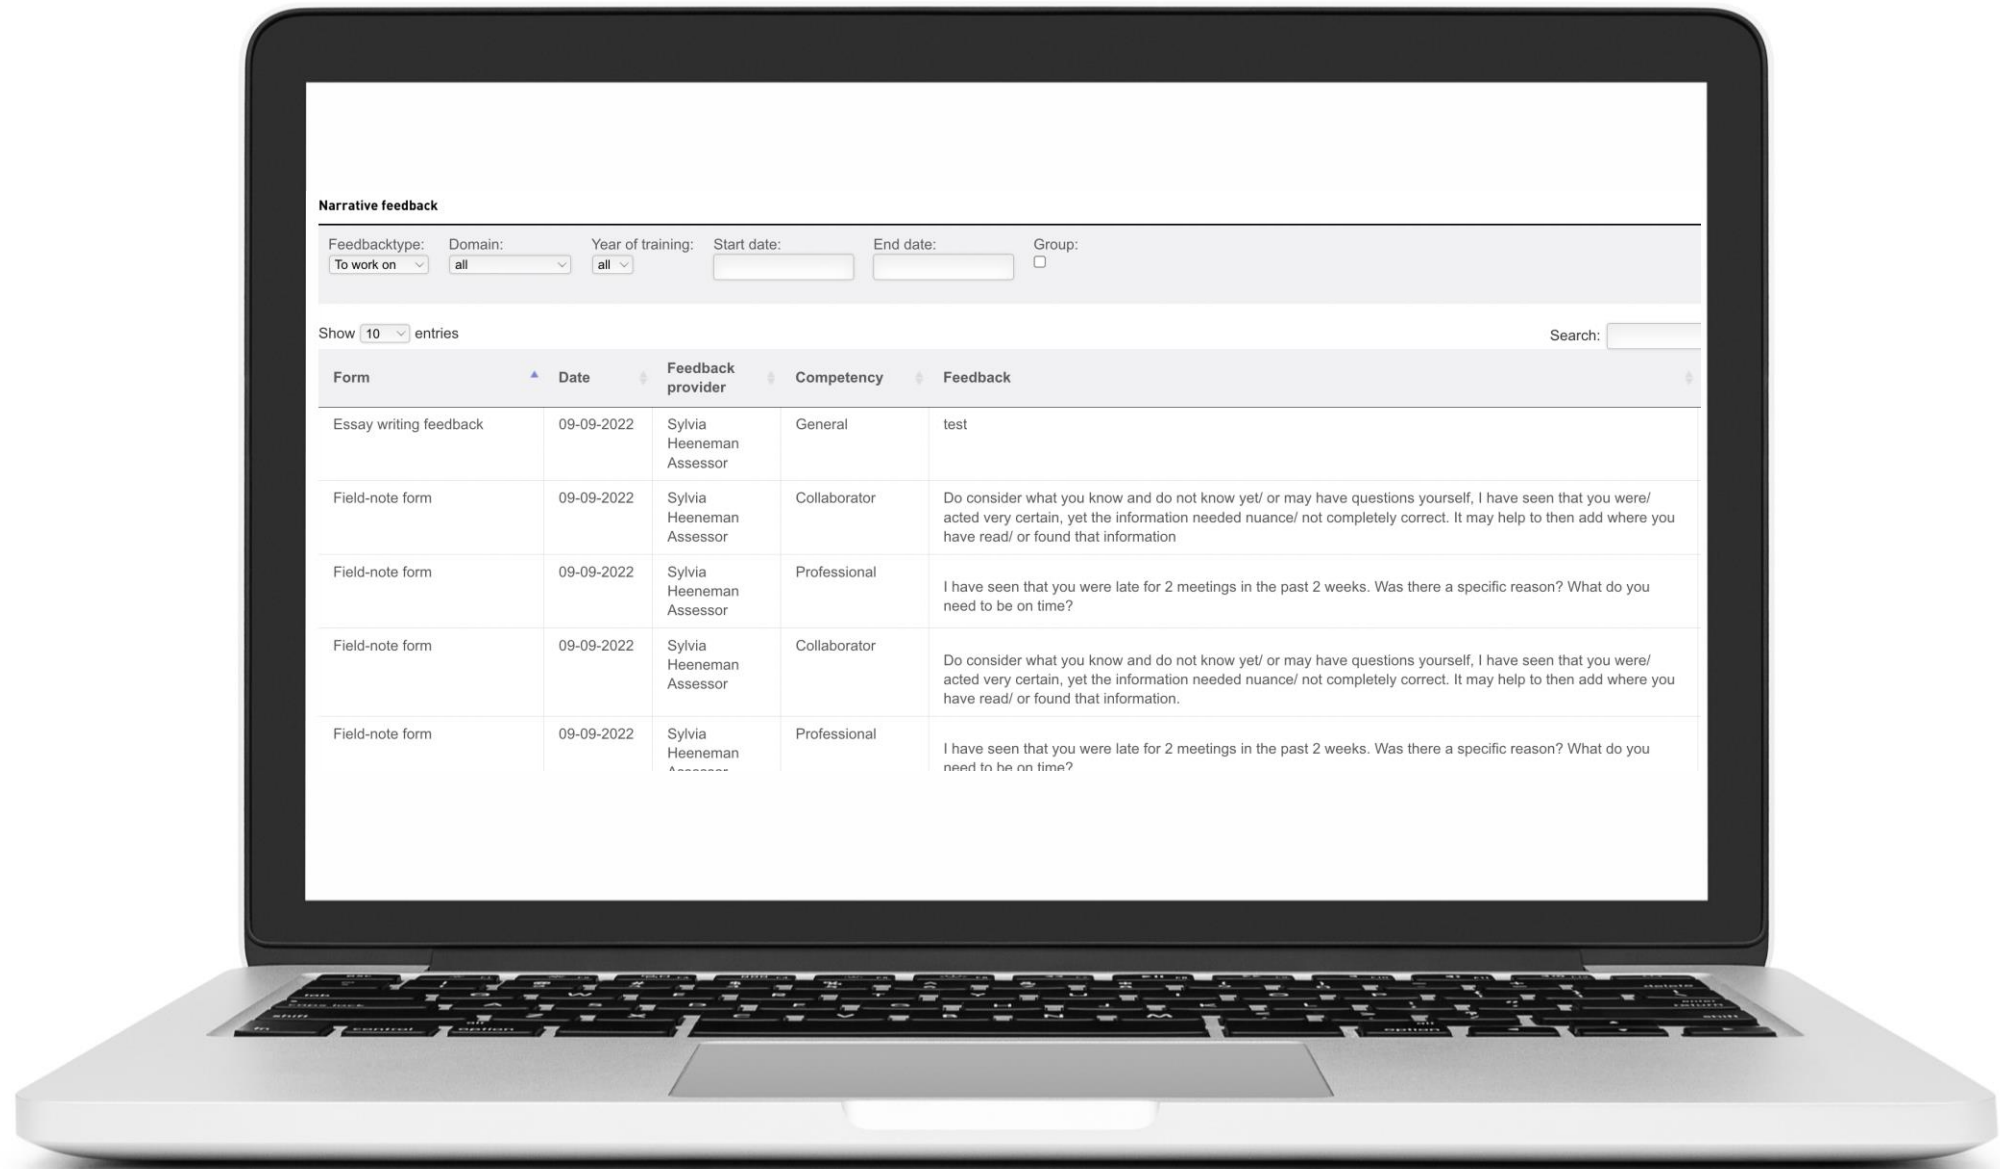 Narrative feedback
Feedbacktype: Domain: Year of training: Start date: End date: Group:
To work on all all
Show 10 entries
Search:
Form Date Feedback provider Competency Feedback
Essay writing feedback 09-09-2022 Sylvia Heeneman Assessor General test
Field-note form 09-09-2022 Sylvia Heeneman Assessor Collaborator
Do consider what you know and do not know yet/ or may have questions yourself, I have seen that you were/
acted very certain, yet the information needed nuance/ not completely correct. It may help to then add where you
have read/ or found that information
Field-note form 09-09-2022 Sylvia Heeneman Assessor Professional
I have seen that you were late for 2 meetings in the past 2 weeks. Was there a specific reason? What do you
need to be on time?
Field-note form 09-09-2022 Sylvia Heeneman Assessor Collaborator
Do consider what you know and do not know yet/ or may have questions yourself, I have seen that you were/
acted very certain, yet the information needed nuance/ not completely correct. It may help to then add where you
have read/ or found that information.
Field-note form 09-09-2022 Sylvia Heeneman Professional
I have seen that you were late for 2 meetings in the past 2 weeks. Was there a specific reason? What do you
need to be on time?